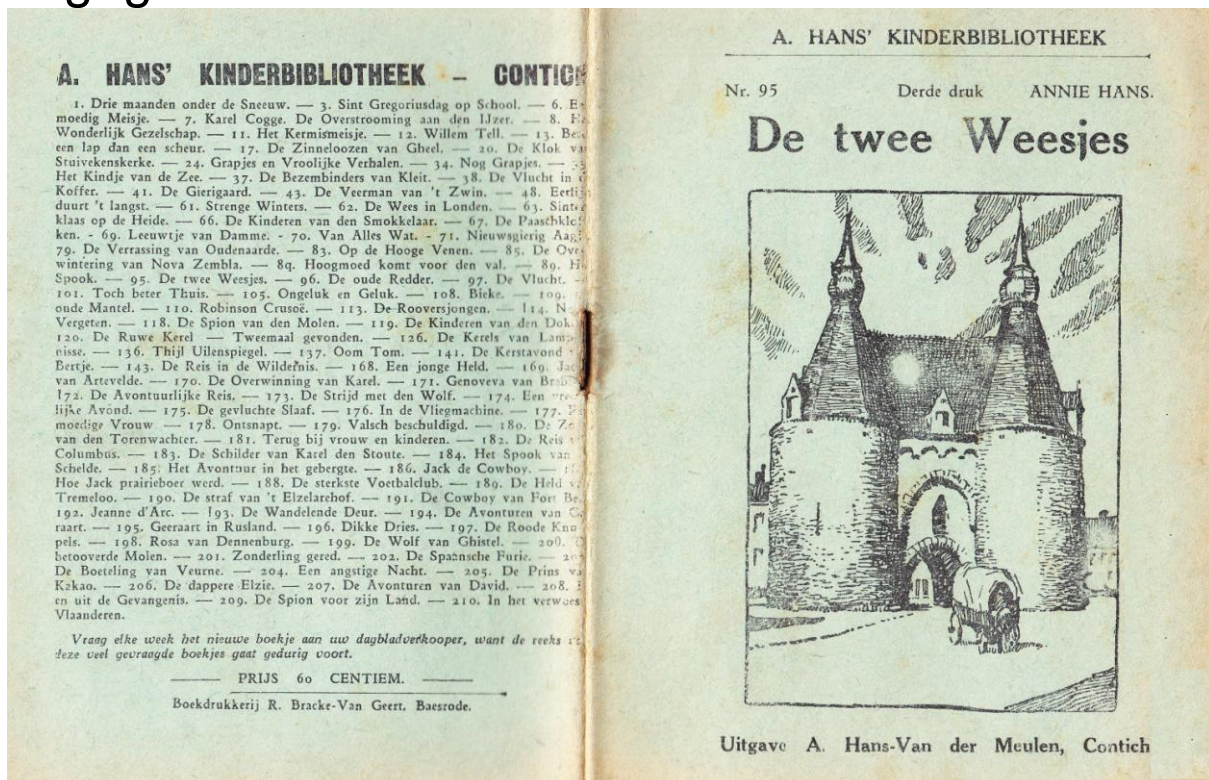 A. HANS' KINDERBIBLIOTHEEK – CONTICH
1. Drie maanden onder de Sneeuw. — 3. Sint Gregoriusdag op School. — 6.
moedig Meisje. — 7. Karel Cogge. De Overstrooming aan den IJzer. — 8.
Wonderlijk Gezelschap. — 11. Het Kermismeisje. — 12. Willem Tell. — 13.
een lap dan een scheur. — 17. De Zinneloozen van Gheel. — 20. De Klok
Stuivekenskerke. — 24. Grapjes en Vroolijke Verhalen. — 34. Nog Grapjes. —
Het Kindje van de Zee. — 37. De Bezembinders van Kleit. — 38. De Vlucht in
Koffer. — 41. De Gierigaard. — 43. De Veerman van 't Zwin. — 48.
duurt 't langst. — 61. Strenge Winters. — 62. De Wees in Londen. — 63.
klaas op de Heide. — 66. De Kinderen van den Smokkelaar. — 67. De
ken. - 69. Leeuwtje van Damme. - 70. Van Alles Wat. - 71. Nieuwsgierig
79. De Verrassing van Oudenaarde. — 83. Op de Hooge Venen. — 85. De Over
wintering van Nova Zembla. — 8q. Hoogmoed komt voor den val. — 89.
Spook. — 95. De twee Weesjes. — 96. De oude Redder. — 97. De Vlucht. —
101. Toch beter Thuis. — 105. Ongeluk en Geluk. — 108. Bieke. — 109.
oude Mantel. — 110. Robinson Crusoë. — 113. De Rooversjongen. — 114.
Vergeten. — 118. De Spion van den Molen. — 119. De Kinderen van den
120. De Ruwe Kerel — Tweemaal gevonden. — 126. De Kerels van
nisse. — 136. Thijl Uilenspiegel. — 137. Oom Tom. — 141. De Kerstavond
Bertje. — 143. De Reis in de Wildernis. — 168. Een jonge Held. — 169.
van Artevelde. — 170. De Overwinning van Karel. — 171. Genoveva van
172. De Avontuurlijke Reis. — 173. De Strijd met den Wolf. — 174. Een
lijke Avond. — 175. De gevluchte Slaaf. — 176. In de Vliegmachine. — 177.
moedige Vrouw — 178. Ontsnapt. — 179. Valsch beschuldigd. — 180. De
van den Torenwachter. — 181. Terug bij vrouw en kinderen. — 182. De Reis
Columbus. — 183. De Schilder van Karel den Stoute. — 184. Het Spook van
Schelde. — 185. Het Avontuur in het gebergte. — 186. Jack de Cowboy. —
Hoe Jack prairieboer werd. — 188. De sterkste Voetbalclub. — 189. De Held
Tremeloo. — 190. De straf van 't Elzelarehof. — 191. De Cowboy van Fort
192. Jeanne d'Arc. — 193. De Wandelende Deur. — 194. De Avonturen van
raart. — 195. Geeraart in Rusland. — 196. Dikke Dries. — 197. De Roode
pels. — 198. Rosa van Dennenburg. — 199. De Wolf van Ghistel. — 200.
betooverde Molen. — 201. Zonderling gered. — 202. De Spaansche Furie. —
De Boeteling van Veurne. — 204. Een angstige Nacht. — 205. De Prins
Kakao. — 206. De dappere Elzie. — 207. De Avonturen van David. — 208.
en uit de Gevangenis. — 209. De Spion voor zijn Land. — 210. In het
Vlaanderen.
Vraag elke week het nieuwe boekje aan uw dagbladverkooper, want de reeks
deze veel gevraagde boekjes gaat gedurig voort.
PRIJS 60 CENTIEM.
Boekdrukkerij R. Bracke-Van Geert. Baesrode.
A. HANS' KINDERBIBLIOTHEEK
Nr. 95 Derde druk ANNIE HANS.
De twee Weesjes
Uitgave A. Hans-Van der Meulen, Contich